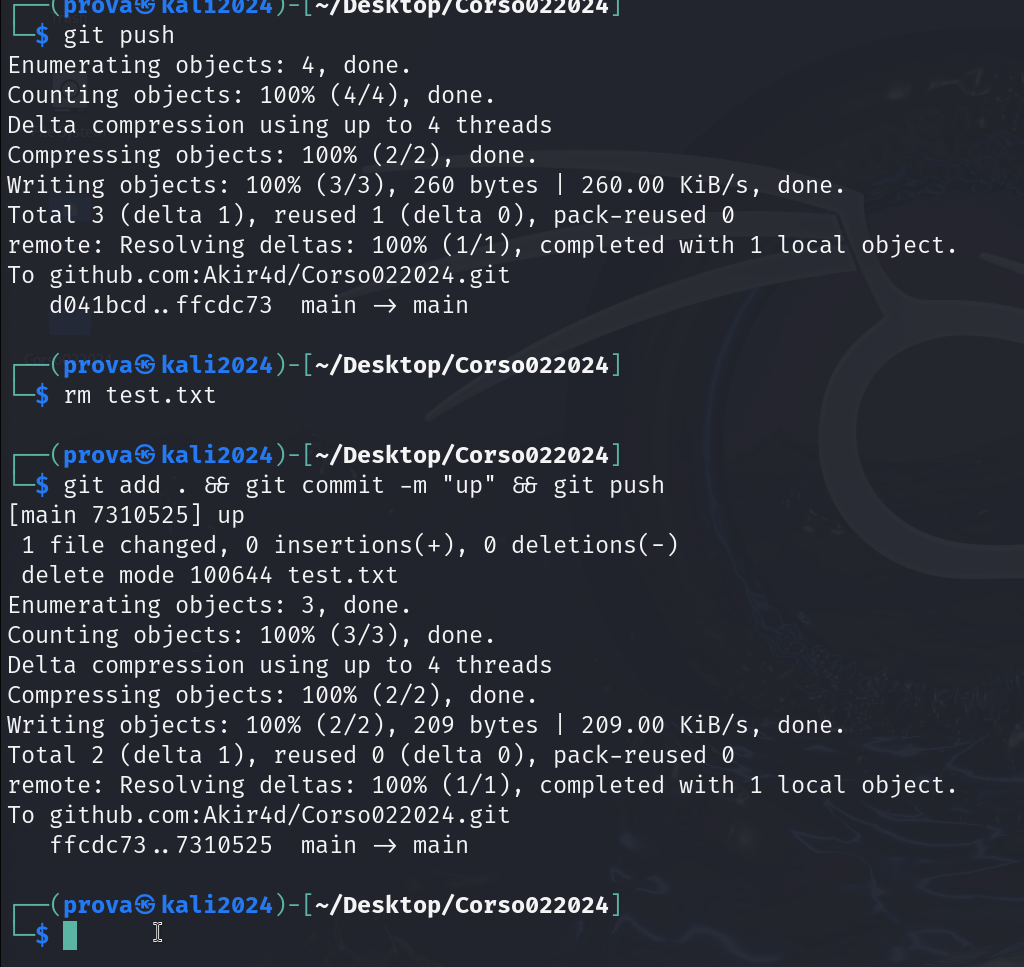 ┌──(prova㉿kali2024)-[~/Desktop/Corso022024]
└─$ git push
Enumerating objects: 4, done.
Counting objects: 100% (4/4), done.
Delta compression using up to 4 threads
Compressing objects: 100% (2/2), done.
Writing objects: 100% (3/3), 260 bytes | 260.00 KiB/s, done.
Total 3 (delta 1), reused 1 (delta 0), pack-reused 0
remote: Resolving deltas: 100% (1/1), completed with 1 local object.
To github.com:Akir4d/Corso022024.git
   d041bcd..ffcdc73  main -> main

┌──(prova㉿kali2024)-[~/Desktop/Corso022024]
└─$ rm test.txt

┌──(prova㉿kali2024)-[~/Desktop/Corso022024]
└─$ git add . && git commit -m "up" && git push
[main 7310525] up
 1 file changed, 0 insertions(+), 0 deletions(-)
 delete mode 100644 test.txt
Enumerating objects: 3, done.
Counting objects: 100% (3/3), done.
Delta compression using up to 4 threads
Compressing objects: 100% (2/2), done.
Writing objects: 100% (2/2), 209 bytes | 209.00 KiB/s, done.
Total 2 (delta 1), reused 0 (delta 0), pack-reused 0
remote: Resolving deltas: 100% (1/1), completed with 1 local object.
To github.com:Akir4d/Corso022024.git
   ffcdc73..7310525  main -> main

┌──(prova㉿kali2024)-[~/Desktop/Corso022024]
└─$